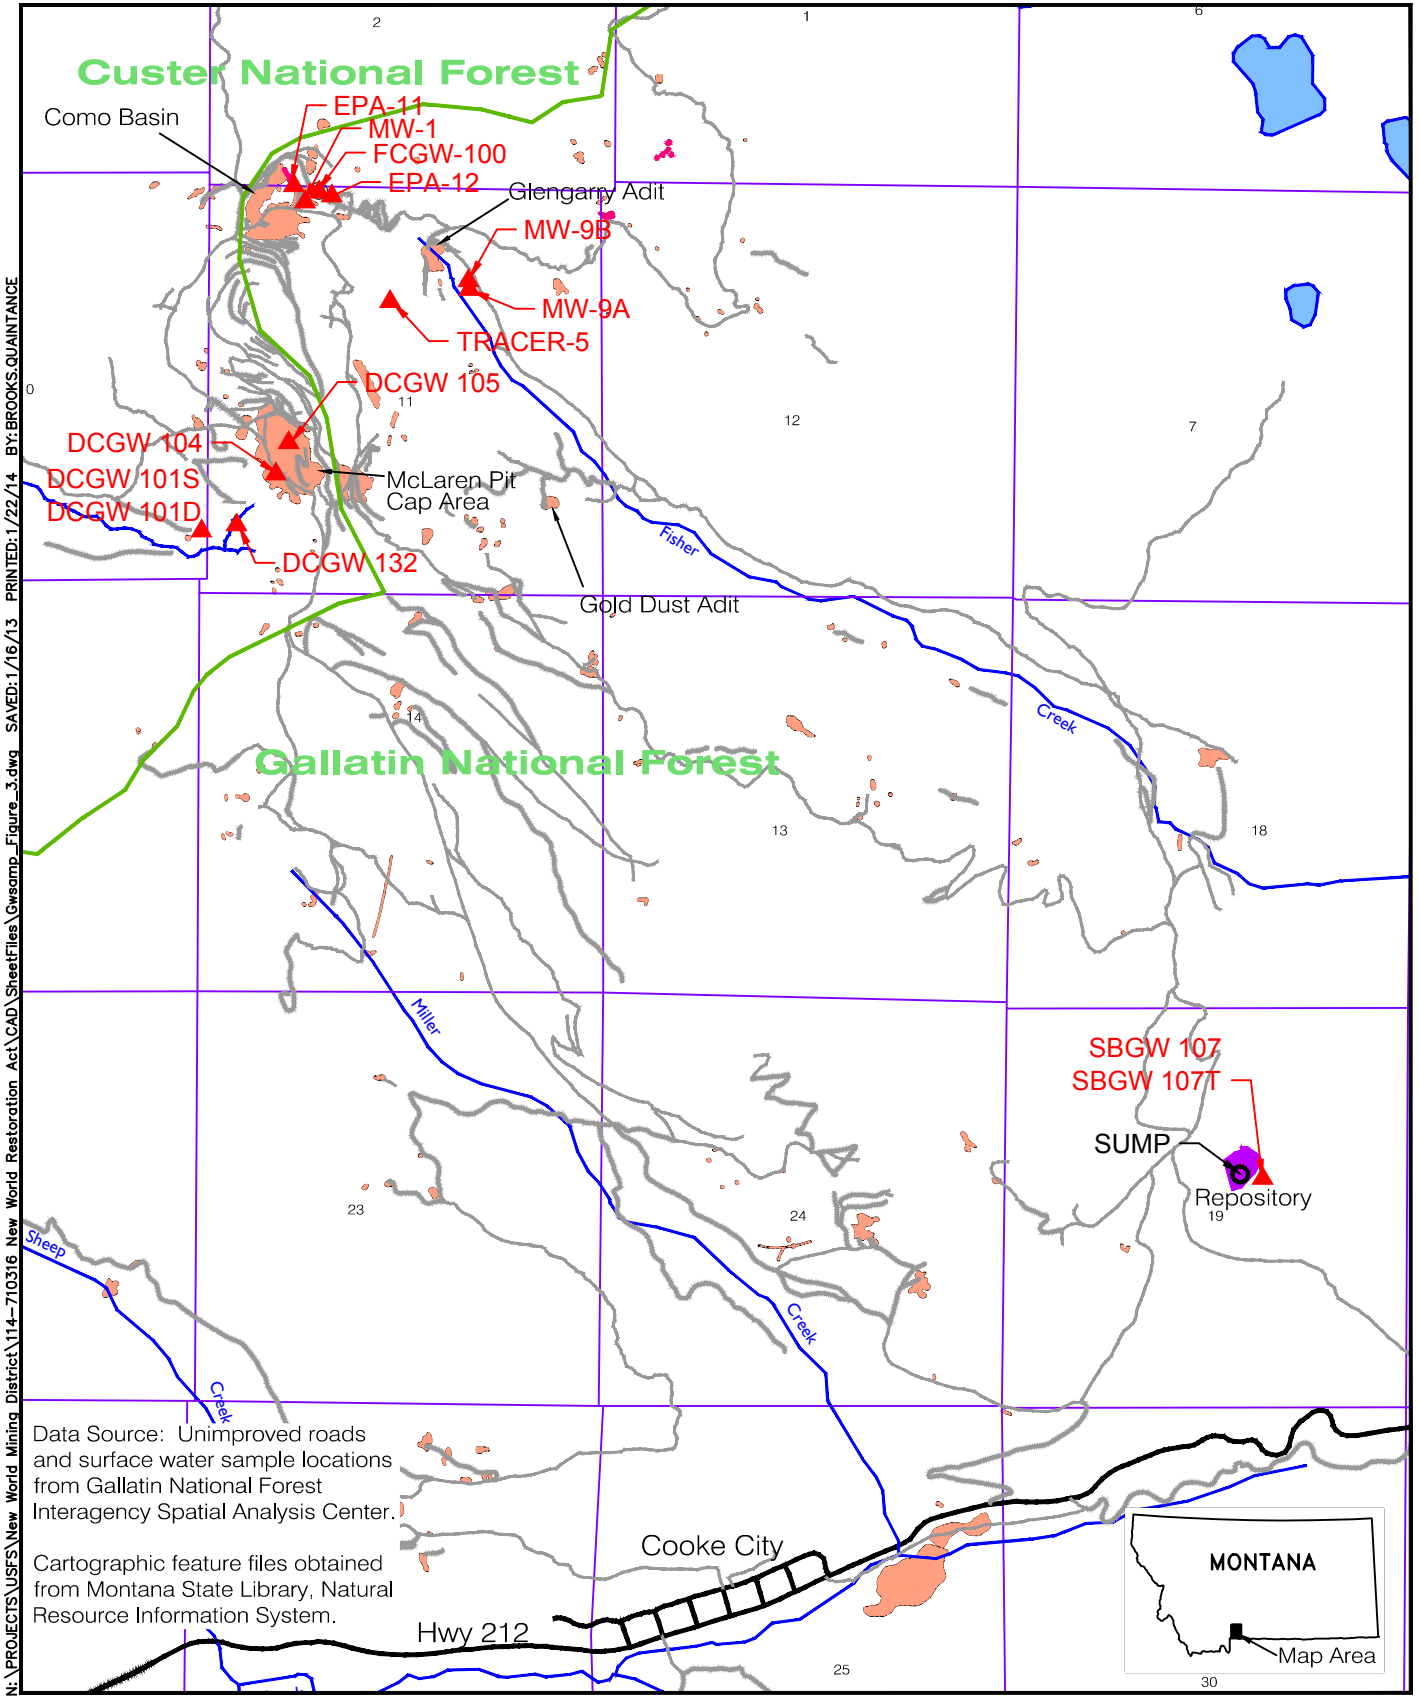 2
1
6
Custer National Forest
Como Basin
EPA-11
MW-1
FCGW-100
EPA-12
Glengarry Adit
MW-9B
MW-9A
TRACER-5
0
DCGW 105
11
12
7
DCGW 104
DCGW 101S
DCGW 101D
McLaren Pit
Cap Area
DCGW 132
Fisher
Gold Dust Adit
Creek
14
Gallatin National Forest
13
18
Miller
SBGW 107
SBGW 107T
SUMP
Repository
19
23
24
Sheep
Creek
Creek
Data Source: Unimproved roads
and surface water sample locations
from Gallatin National Forest
Interagency Spatial Analysis Center.
Cartographic feature files obtained
from Montana State Library, Natural
Resource Information System.
Cooke City
Hwy 212
MONTANA
Map Area
25
30
N:\PROJECTS\USFS\New World Mining District\114-710316 New World Restoration Act\CAD\SheetFiles\Gwsamp_Figure_3.dwg SAVED:1/16/13 PRINTED:1/22/14 BY:BROOKS.QUAINTANCE